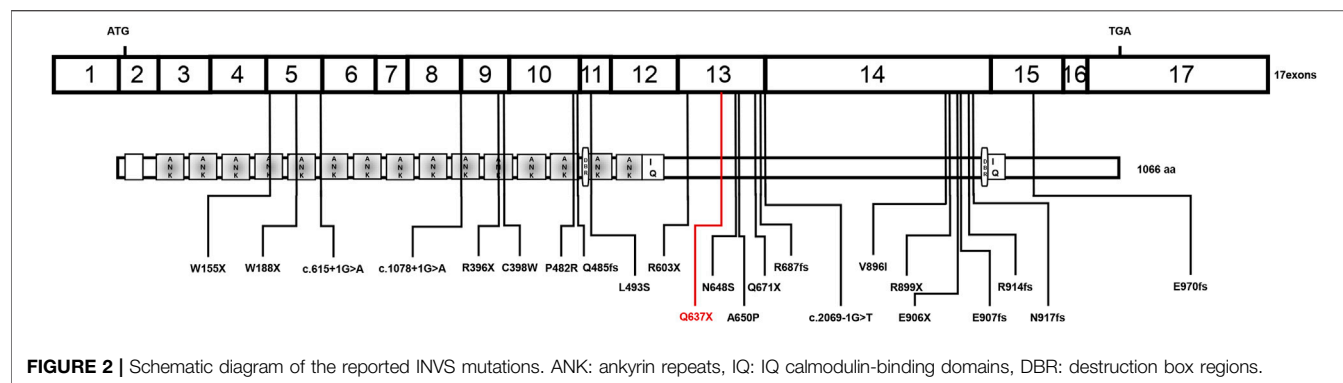 ATG TGA
1 2 3 4 5 6 7 8 9 10 11 12 13 14 15 16 17 17exons
ANK ANK ANK ANK ANK ANK ANK ANK ANK ANK ANK ANK ANK DBR ANK ANK IQ DBR IQ 1066 aa
W155X W188X c.615+1G>A c.1078+1G>A R396X C398W P482R Q485fs R603X R687fs V896I E970fs
L493S N648S Q671X R899X R914fs
Q637X A650P c.2069-1G>T E906X E907fs N917fs
FIGURE 2 | Schematic diagram of the reported INVS mutations. ANK: ankyrin repeats, IQ: IQ calmodulin-binding domains, DBR: destruction box regions.